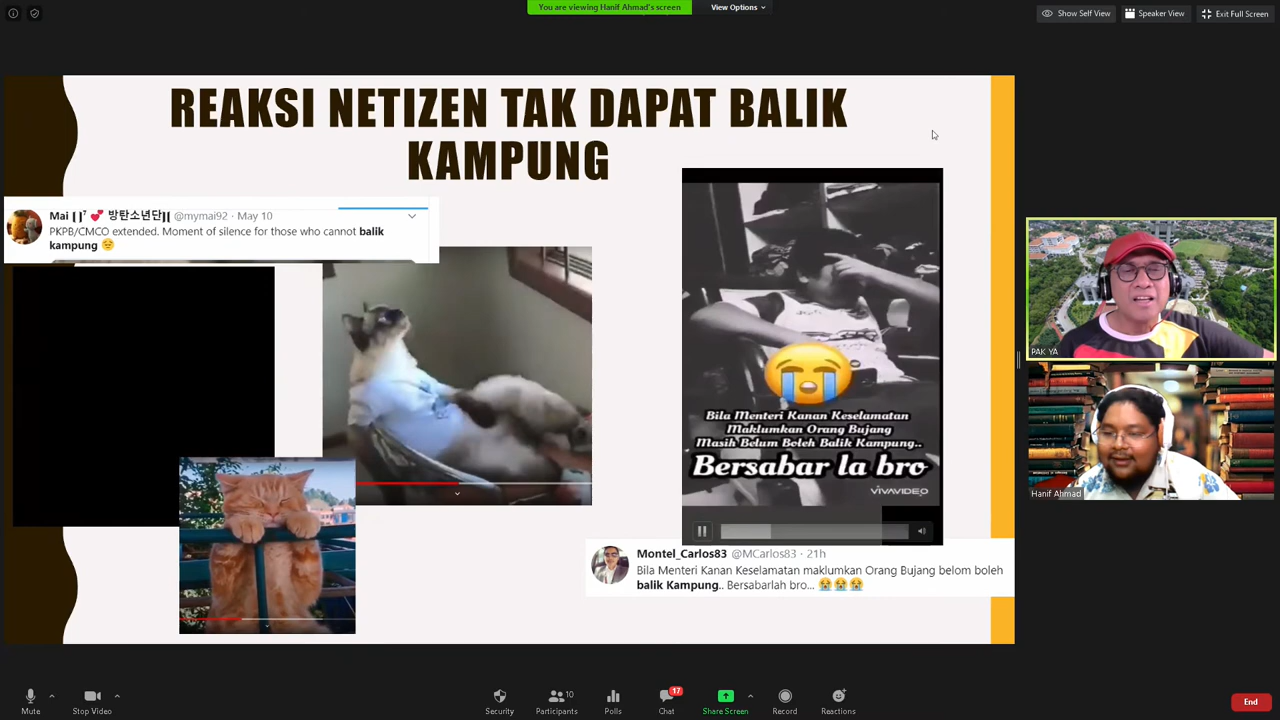 You are viewing Hanif Ahmad's screen
View Options
Show Self View
Speaker View
Exit Full Screen
REAKSI NETIZEN TAK DAPAT BALIK
KAMPUNG
Mai 💕 방탄소년단 @mymai92 · May 10
PKPB/CMCO extended. Moment of silence for those who cannot balik
kampung 😔
Bila Menteri Kanan Keselamatan
Maklumkan Orang Bujang
Masih Belum Boleh Balik Kampung..
Bersabar la bro
VIVAVIDEO
Montel_Carlos83 @MCarlos83 · 21h
Bila Menteri Kanan Keselamatan maklumkan Orang Bujang belom boleh
balik Kampung.. Bersabarlah bro... 😭😭😭
PAK YA
Hanif Ahmad
Mute
Stop Video
Security
10
Participants
Polls
17
Chat
Share Screen
Record
Reactions
End